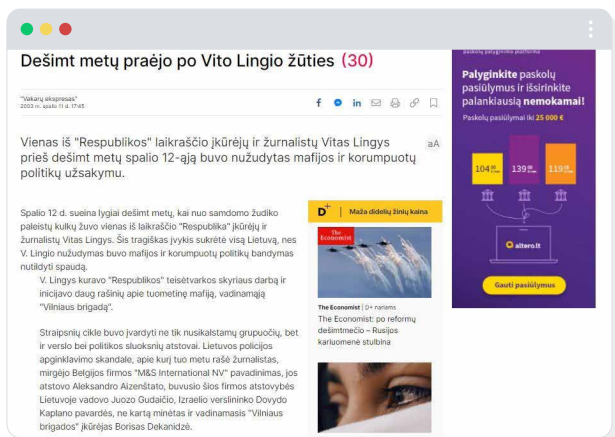 Dešimt metų praėjo po Vito Lingio žūties (30)
"Vakarų ekspresas"
2003 m. spalio 11 d. 17:45
Vienas iš "Respublikos" laikraščio įkūrėjų ir žurnalistų Vitas Lingys
prieš dešimt metų spalio 12-ąją buvo nužudytas mafijos ir korumpuotų
politikų užsakymu.
aA
Spalio 12 d. sueina lygiai dešimt metų, kai nuo samdomo žudiko
paleistų kulkų žuvo vienas iš laikraščio "Respublika" įkūrėjų ir
žurnalistų Vitas Lingys. Šis tragiškas įvykis sukrėtė visą Lietuvą, nes
V. Lingio nužudymas buvo mafijos ir korumpuotų politikų bandymas
nutildyti spaudą.
V. Lingys kuravo "Respublikos" teisėtvarkos skyriaus darbą ir
inicijavo daug rašinių apie tuometinę mafiją, vadinamąją
"Vilniaus brigadą".
Straipsnių cikle buvo įvardyti ne tik nusikalstamų grupuočių, bet
ir verslo bei politikos sluoksnių atstovai. Lietuvos policijos
apginklavimo skandale, apie kurį tuo metu rašė žurnalistas,
mirgėjo Belgijos firmos "M&S International NV" pavadinimas, jos
atstovo Aleksandro Aizenštato, buvusio šios firmos atstovybės
Lietuvoje vadovo Juozo Gudaičio, Izraelio verslininko Dovydo
Kaplano pavardės, ne kartą minėtas ir vadinamasis "Vilniaus
brigados" įkūrėjas Borisas Dekanidzė.
D+ | Maža didelių žinių kaina
The
Economist
The Economist | D+ nariams
The Economist: po reformų
dešimtmečio – Rusijos
kariuomenė stulbina
paskolų palyginimo platforma
Palyginkite paskolų
pasiūlymus ir išsirinkite
palankiausią nemokamai!
Paskolų pasiūlymai iki 25 000 €
104
139
119
altero.lt
Gauti pasiūlymus